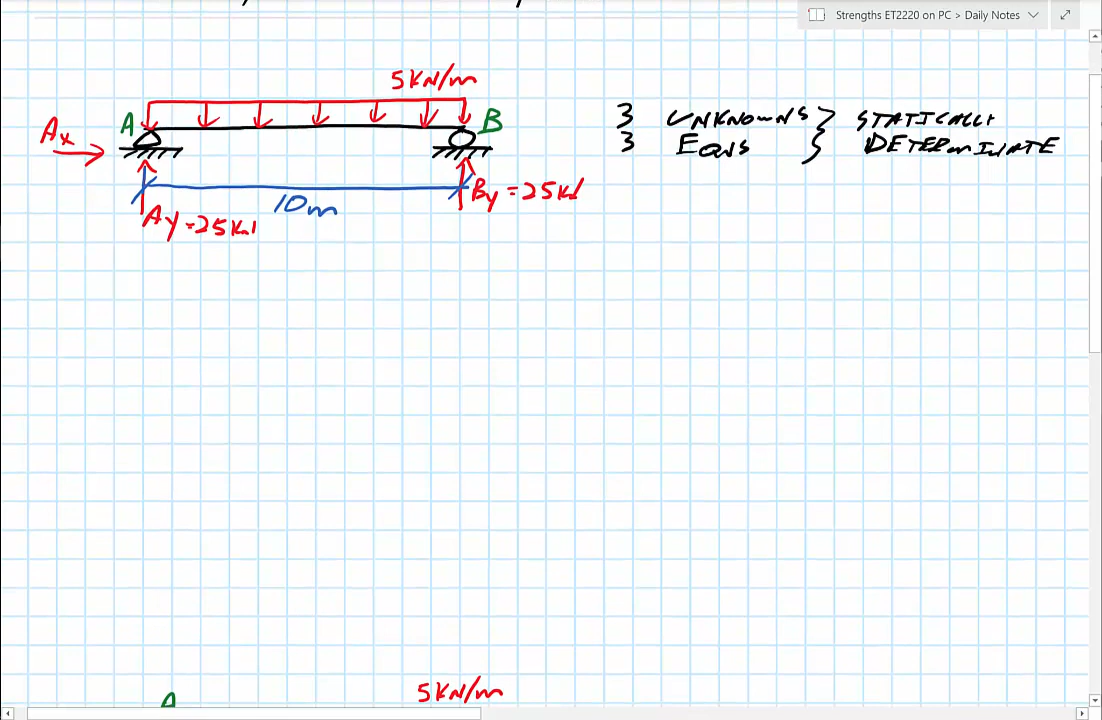 Strengths ET2220 on PC > Daily Notes
5KN/m
A
B
Ax
3 UNKNOWNS } STATICALLY
3 EQNS } DETERMINATE
By = 25KN
10m
Ay = 25KN
5KN/m
A